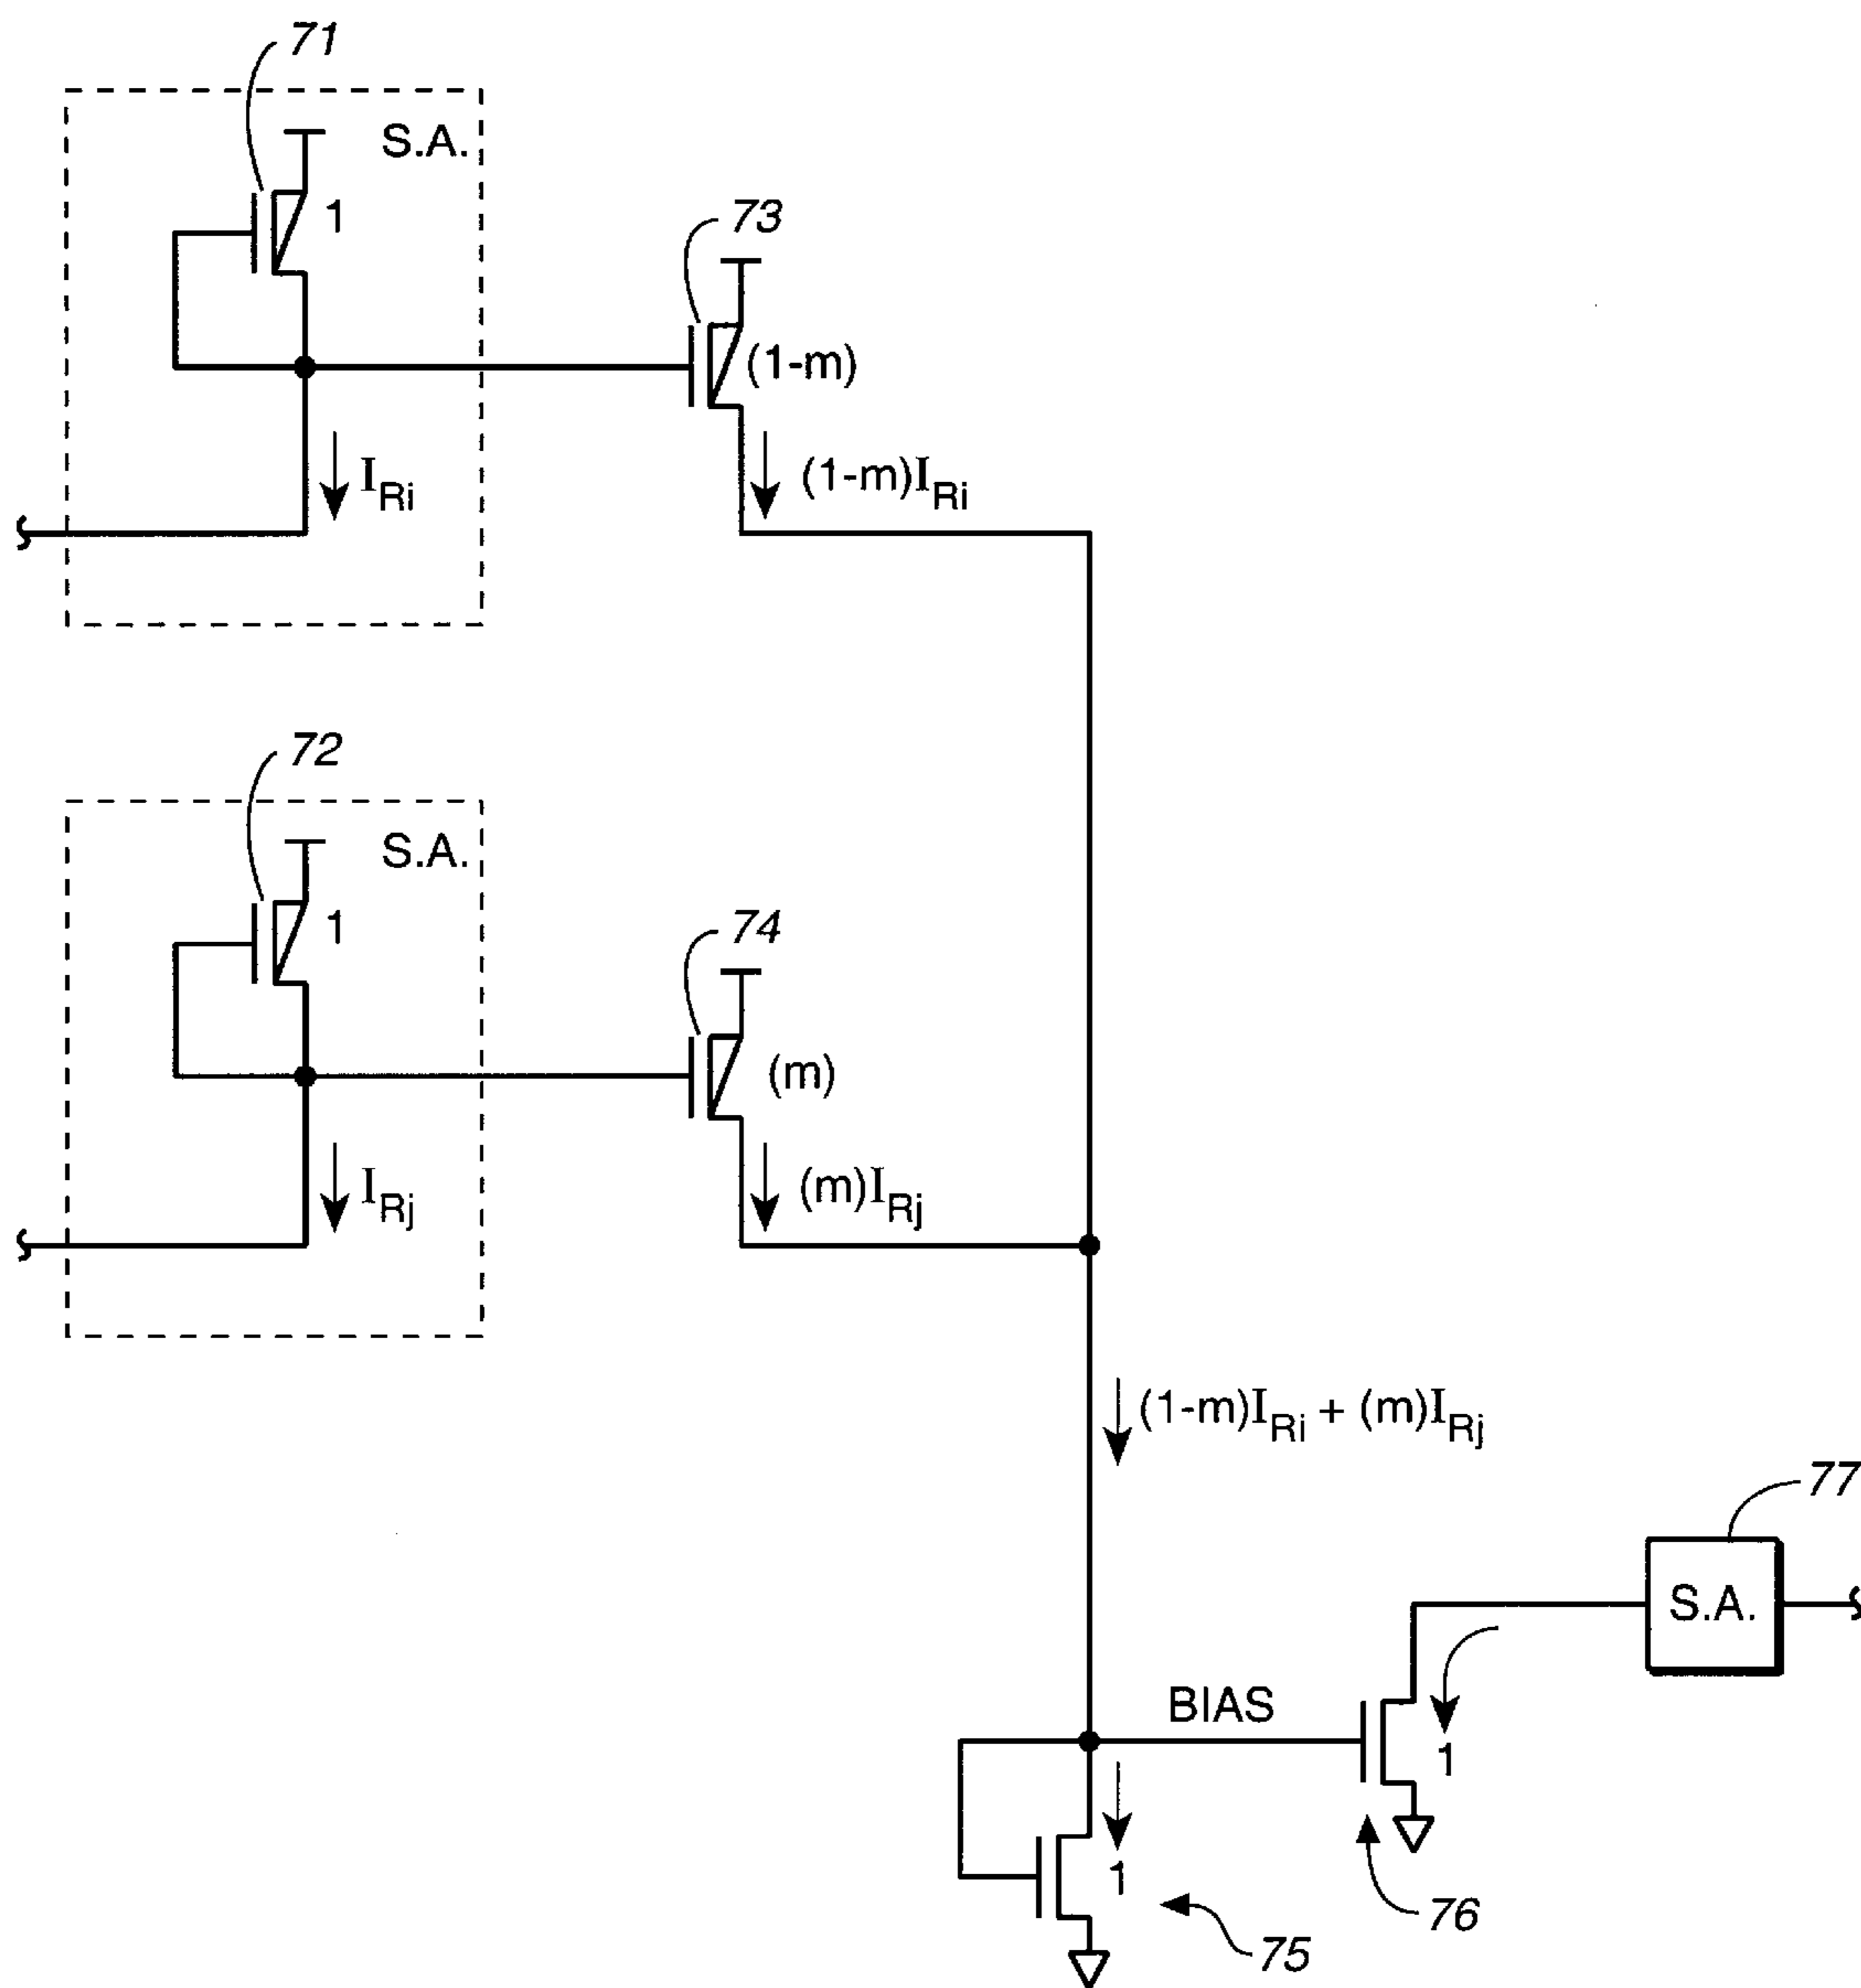 71
S.A.
1
73
(1-m)
I_Ri
(1-m)I_Ri
72
S.A.
1
74
(m)
I_Rj
(m)I_Rj
(1-m)I_Ri + (m)I_Rj
77
S.A.
BIAS
1
1
76
75